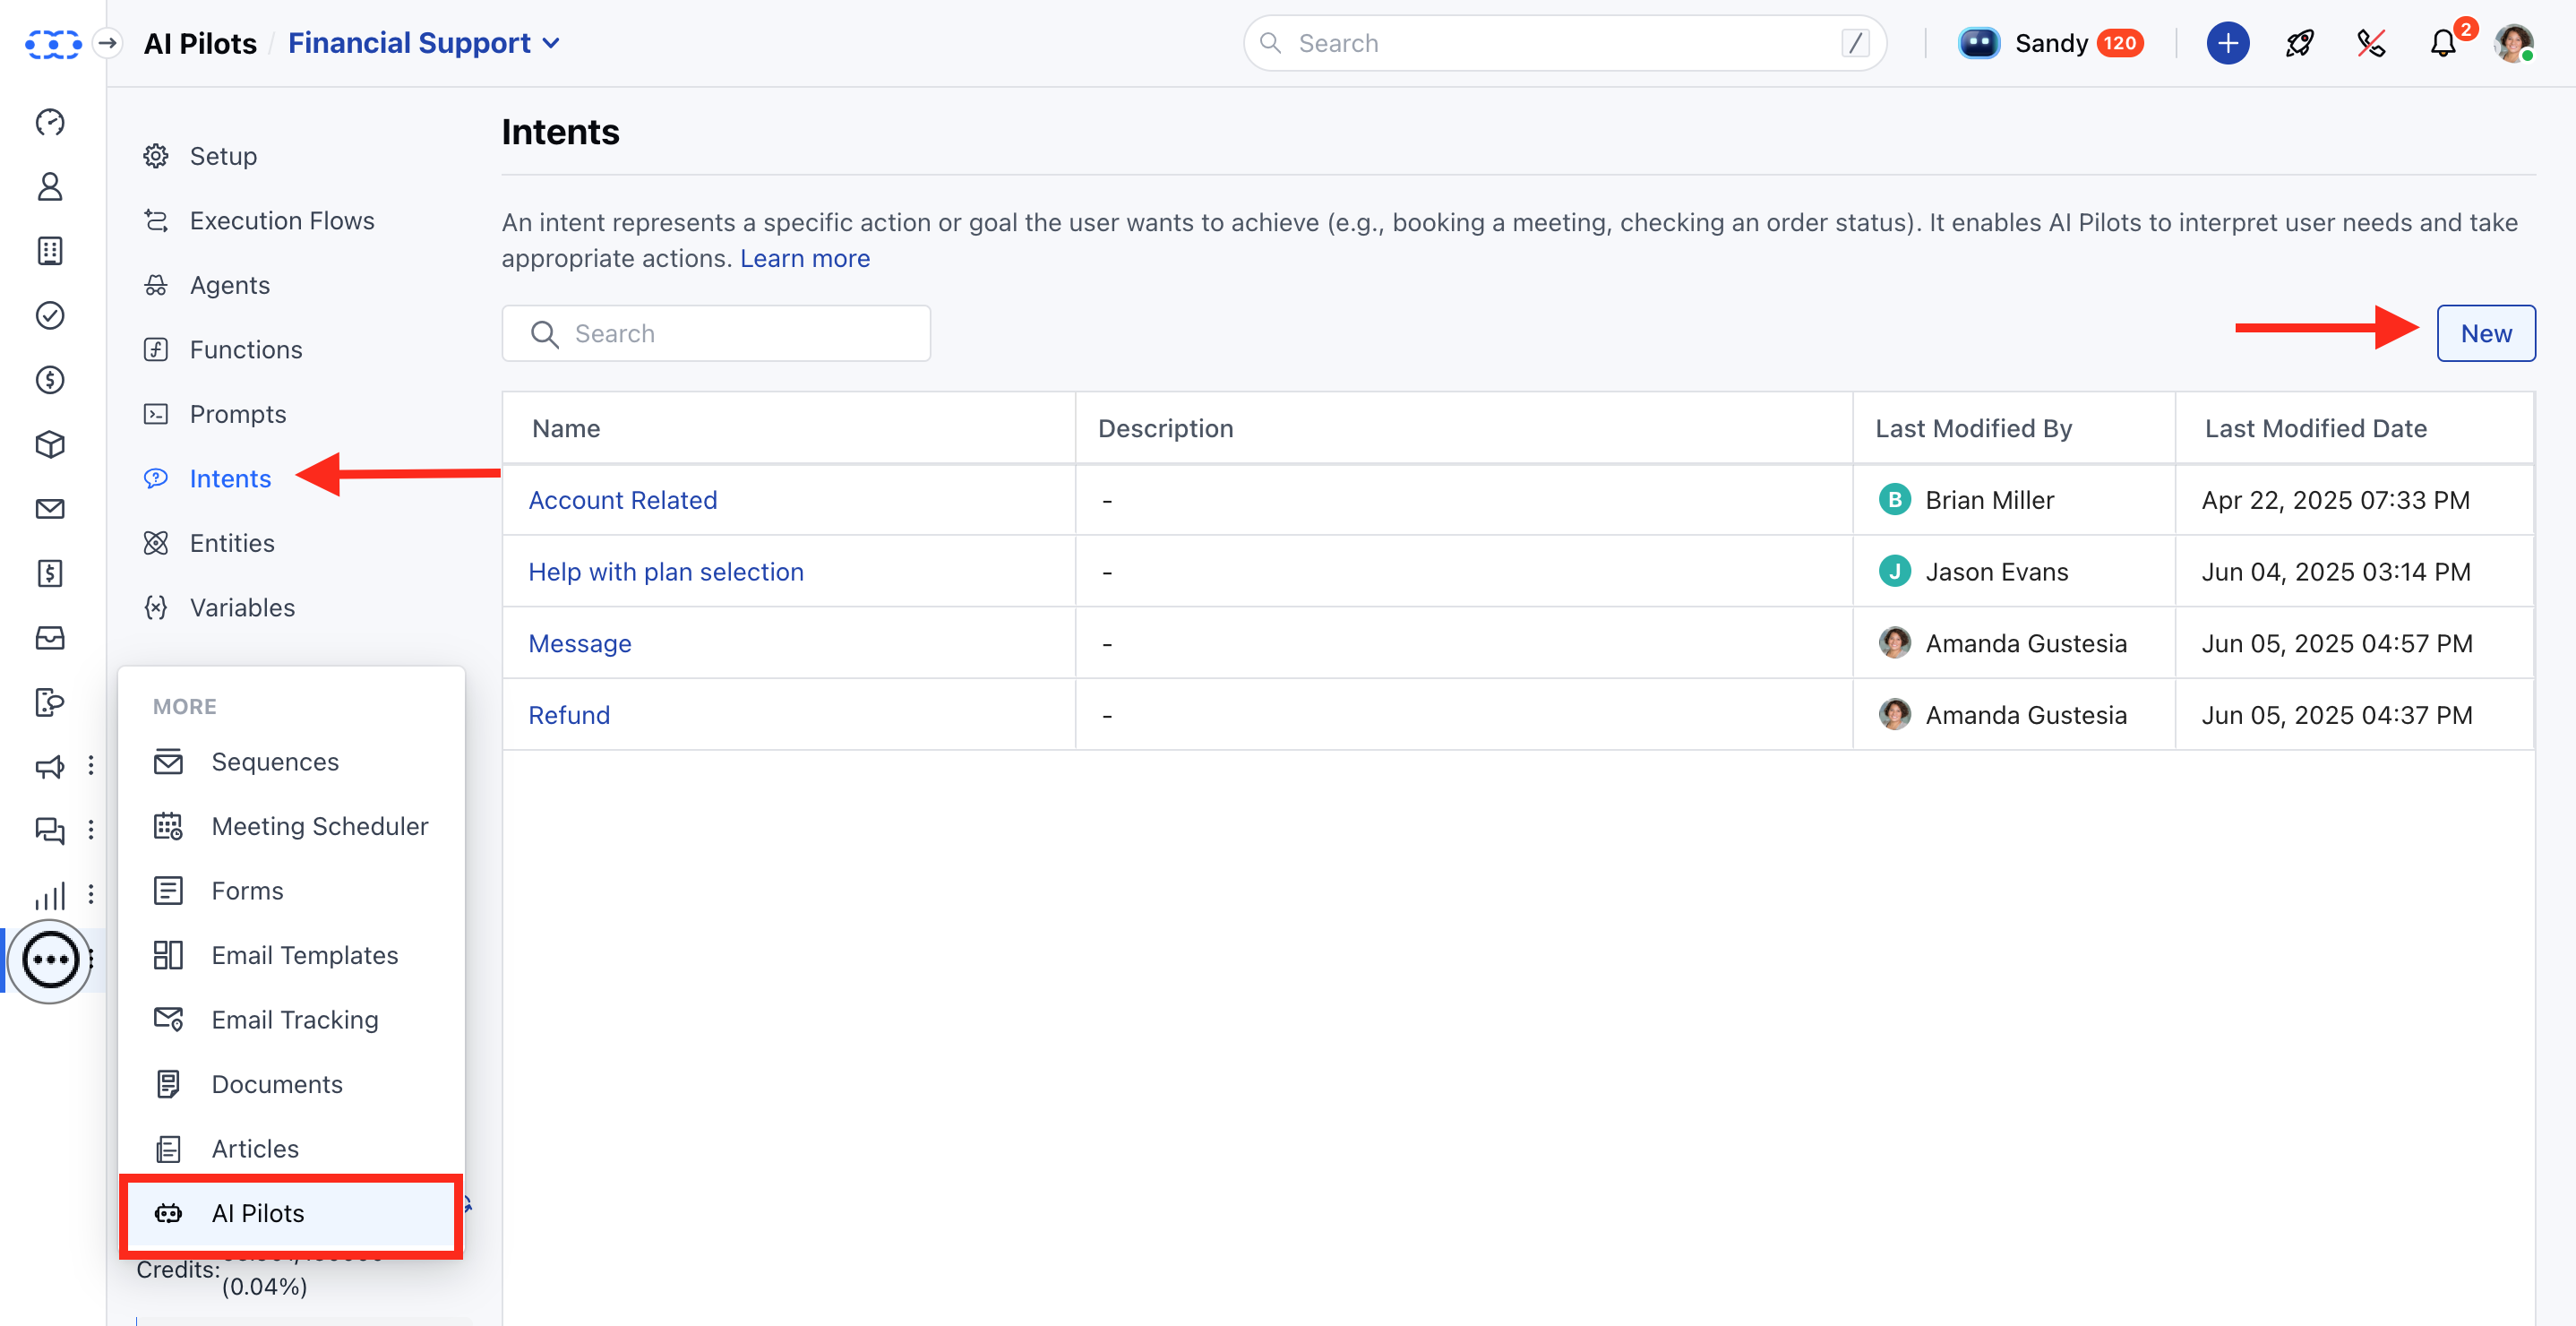 AI Pilots / Financial Support
Search /
Sandy 120
2
Setup
Execution Flows
Agents
Functions
Prompts
Intents
Entities
Variables
MORE
Sequences
Meeting Scheduler
Forms
Email Templates
Email Tracking
Documents
Articles
AI Pilots
Credits:
(0.04%)
Intents
An intent represents a specific action or goal the user wants to achieve (e.g., booking a meeting, checking an order status). It enables AI Pilots to interpret user needs and take
appropriate actions. Learn more
Search
New
Name Description Last Modified By Last Modified Date
Account Related - B Brian Miller Apr 22, 2025 07:33 PM
Help with plan selection - J Jason Evans Jun 04, 2025 03:14 PM
Message - Amanda Gustesia Jun 05, 2025 04:57 PM
Refund - Amanda Gustesia Jun 05, 2025 04:37 PM